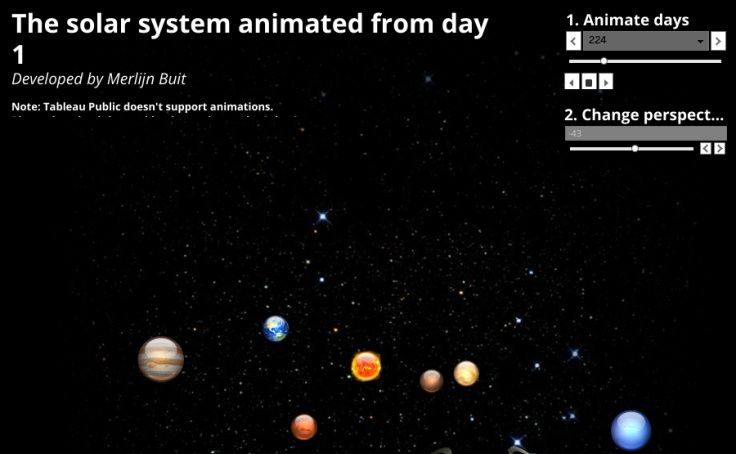 The solar system animated from day
1
Developed by Merlijn Buit
Note: Tableau Public doesn't support animations.
1. Animate days
224
2. Change perspect...
-43